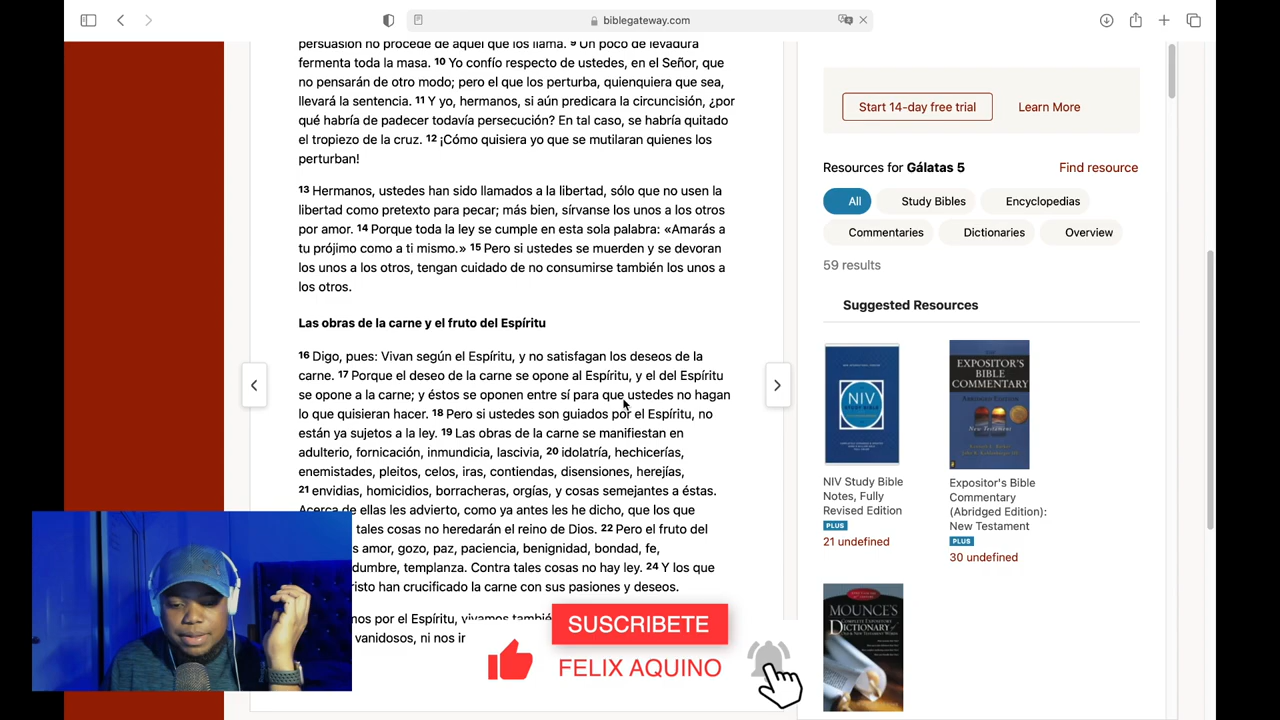 biblegateway.com
persuasión no procede de aquel que los llama. 9 Un poco de levadura
fermenta toda la masa. 10 Yo confío respecto de ustedes, en el Señor, que
no pensarán de otro modo; pero el que los perturba, quienquiera que sea,
llevará la sentencia. 11 Y yo, hermanos, si aún predicara la circuncisión, ¿por
qué habría de padecer todavía persecución? En tal caso, se habría quitado
el tropiezo de la cruz. 12 ¡Cómo quisiera yo que se mutilaran quienes los
perturban!
13 Hermanos, ustedes han sido llamados a la libertad, sólo que no usen la
libertad como pretexto para pecar; más bien, sírvanse los unos a los otros
por amor. 14 Porque toda la ley se cumple en esta sola palabra: «Amarás a
tu prójimo como a ti mismo.» 15 Pero si ustedes se muerden y se devoran
los unos a los otros, tengan cuidado de no consumirse también los unos a
los otros.
Las obras de la carne y el fruto del Espíritu
16 Digo, pues: Vivan según el Espíritu, y no satisfagan los deseos de la
carne. 17 Porque el deseo de la carne se opone al Espíritu, y el del Espíritu
se opone a la carne; y éstos se oponen entre sí para que ustedes no hagan
lo que quisieran hacer. 18 Pero si ustedes son guiados por el Espíritu, no
están ya sujetos a la ley. 19 Las obras de la carne se manifiestan en
adulterio, fornicación, inmundicia, lascivia, 20 idolatría, hechicerías,
enemistades, pleitos, celos, iras, contiendas, disensiones, herejías,
21 envidias, homicidios, borracheras, orgías, y cosas semejantes a éstas.
Acerca de ellas les advierto, como ya antes les he dicho, que los que
tales cosas no heredarán el reino de Dios. 22 Pero el fruto del
s amor, gozo, paz, paciencia, benignidad, bondad, fe,
dumbre, templanza. Contra tales cosas no hay ley. 24 Y los que
risto han crucificado la carne con sus pasiones y deseos.
mos por el Espíritu, vivamos también
vanidosos, ni nos ir
Start 14-day free trial
Learn More
Resources for Gálatas 5
Find resource
All
Study Bibles
Encyclopedias
Commentaries
Dictionaries
Overview
59 results
Suggested Resources
NIV
STUDY BIBLE
EXPOSITOR'S
BIBLE
COMMENTARY
New Testament
NIV Study Bible
Notes, Fully
Revised Edition
PLUS
21 undefined
Expositor's Bible
Commentary
(Abridged Edition):
New Testament
PLUS
30 undefined
MOUNCE'S
DICTIONARY
SUSCRIBETE
FELIX AQUINO